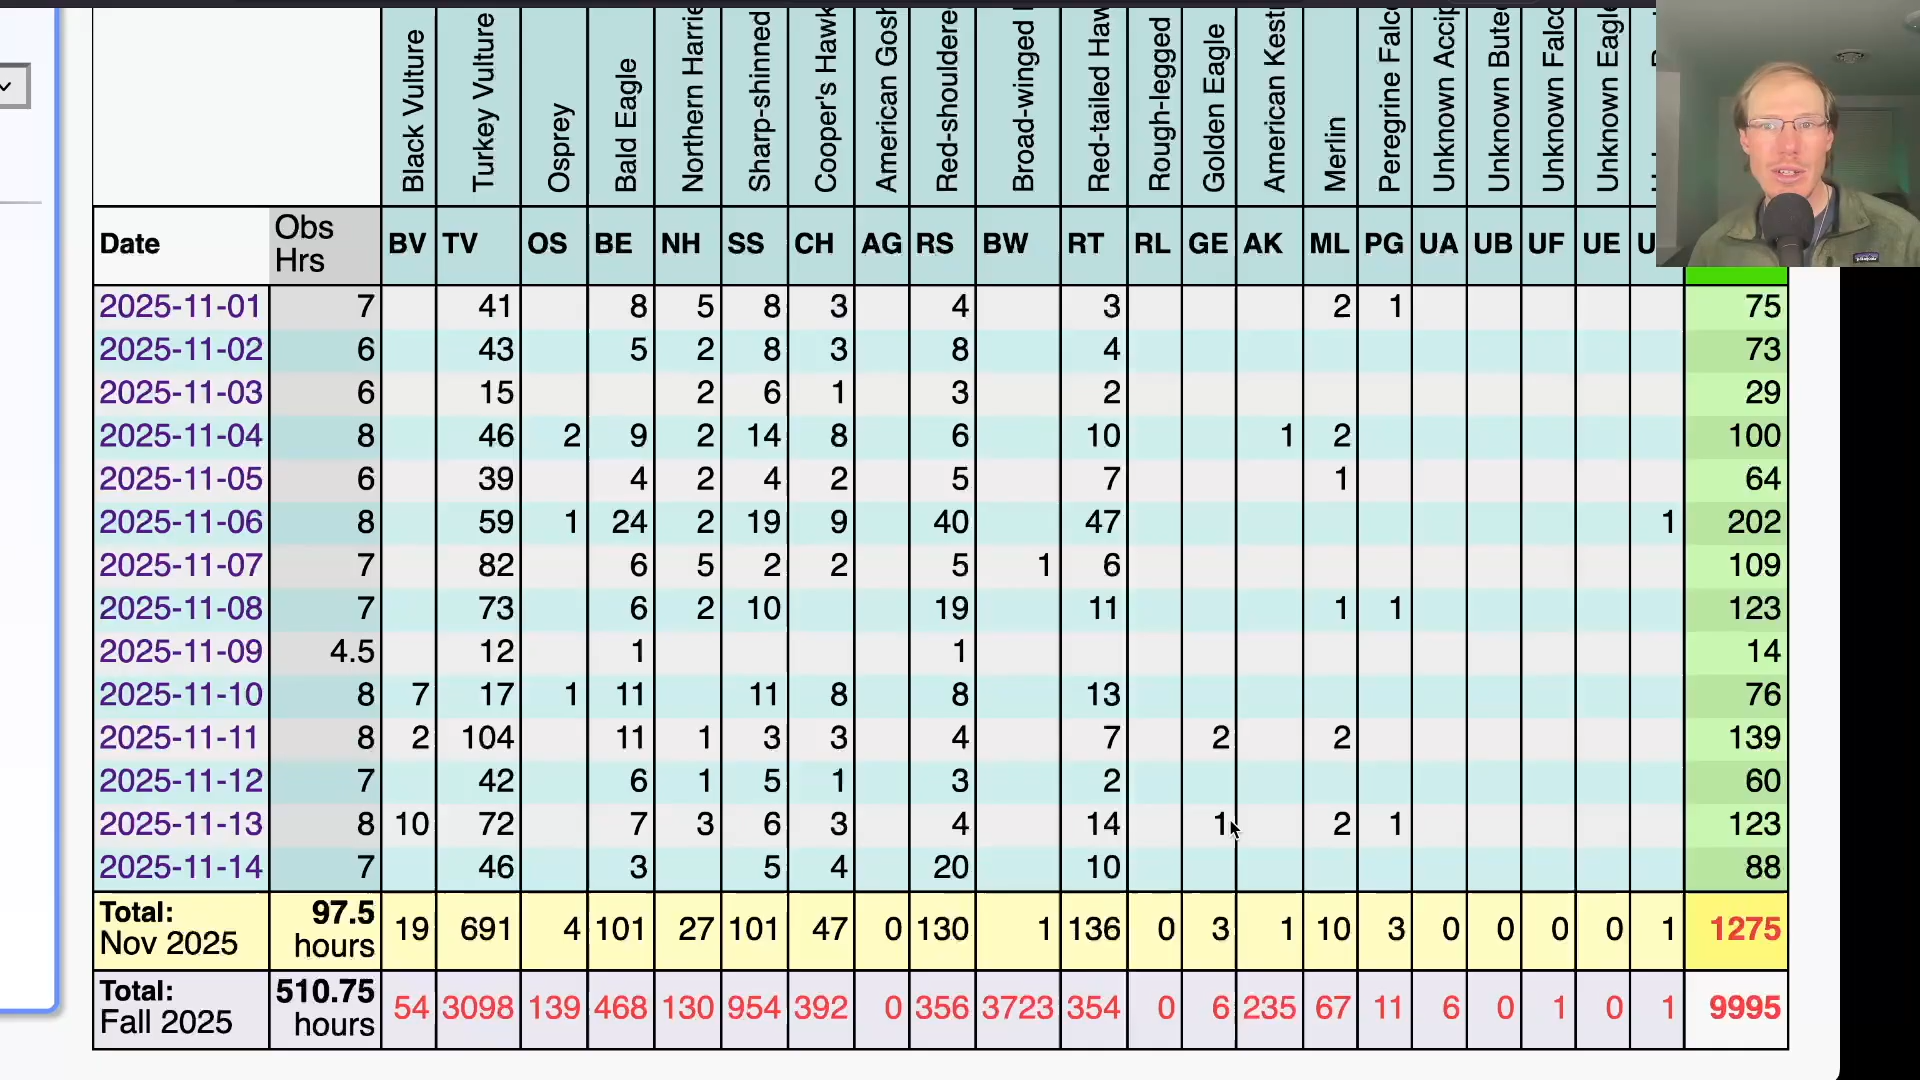 Black Vulture
Turkey Vulture
Osprey
Bald Eagle
Northern Harrie
Sharp-shinned
Cooper's Hawk
American Gosh
Red-shouldere
Broad-winged
Red-tailed Haw
Rough-legged
Golden Eagle
American Kest
Merlin
Peregrine Falc
Unknown Accip
Unknown Bute
Unknown Falco
Unknown Eagle
Date Obs Hrs BV TV OS BE NH SS CH AG RS BW RT RL GE AK ML PG UA UB UF UE U
2025-11-01 7 41 8 5 8 3 4 3 2 1 75
2025-11-02 6 43 5 2 8 3 8 4 73
2025-11-03 6 15 2 6 1 3 2 29
2025-11-04 8 46 2 9 2 14 8 6 10 1 2 100
2025-11-05 6 39 4 2 4 2 5 7 1 64
2025-11-06 8 59 1 24 2 19 9 40 47 1 202
2025-11-07 7 82 6 5 2 2 5 1 6 109
2025-11-08 7 73 6 2 10 19 11 1 1 123
2025-11-09 4.5 12 1 1 14
2025-11-10 8 7 17 1 11 11 8 8 13 76
2025-11-11 8 2 104 11 1 3 3 4 7 2 2 139
2025-11-12 7 42 6 1 5 1 3 2 60
2025-11-13 8 10 72 7 3 6 3 4 14 1 2 1 123
2025-11-14 7 46 3 5 4 20 10 88
Total: Nov 2025 97.5 hours 19 691 4 101 27 101 47 0 130 1 136 0 3 1 10 3 0 0 0 0 1 1275
Total: Fall 2025 510.75 hours 54 3098 139 468 130 954 392 0 356 3723 354 0 6 235 67 11 6 0 1 0 1 9995